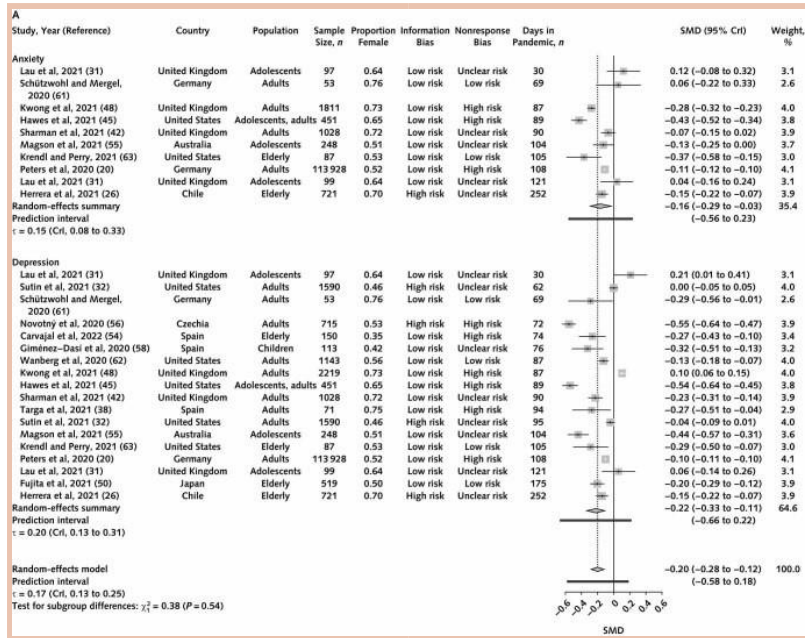 A
Study, Year (Reference) Country Population Sample Size, n Proportion Female Information Bias Nonresponse Bias Days in Pandemic, n SMD (95% CrI) Weight, %
Anxiety
Lau et al, 2021 (31) United Kingdom Adolescents 97 0.64 Low risk Unclear risk 30 0.12 (−0.08 to 0.32) 3.1
Schützwohl and Mergel, 2020 (61) Germany Adults 53 0.76 Low risk Low risk 69 0.06 (−0.22 to 0.33) 2.6
Kwong et al, 2021 (48) United Kingdom Adults 1811 0.73 Low risk High risk 87 −0.28 (−0.32 to −0.23) 4.0
Hawes et al, 2021 (45) United States Adolescents, adults 451 0.65 Low risk High risk 89 −0.43 (−0.52 to −0.34) 3.8
Sharman et al, 2021 (42) United Kingdom Adults 1028 0.72 Low risk Unclear risk 90 −0.07 (−0.15 to 0.02) 3.9
Magson et al, 2021 (55) Australia Adolescents 248 0.51 Low risk Unclear risk 104 −0.13 (−0.25 to 0.00) 3.7
Krendl and Perry, 2021 (63) United States Elderly 87 0.53 Low risk Low risk 105 −0.37 (−0.58 to −0.15) 3.0
Peters et al, 2020 (20) Germany Adults 113 928 0.52 Low risk High risk 108 −0.11 (−0.12 to −0.10) 4.1
Lau et al, 2021 (31) United Kingdom Adolescents 99 0.64 Low risk Unclear risk 121 0.04 (−0.16 to 0.24) 3.1
Herrera et al, 2021 (26) Chile Elderly 721 0.70 High risk Unclear risk 252 −0.15 (−0.22 to −0.07) 3.9
Random-effects summary −0.16 (−0.29 to −0.03) 35.4
Prediction interval (−0.56 to 0.23)
τ = 0.15 (CrI, 0.08 to 0.33)
Depression
Lau et al, 2021 (31) United Kingdom Adolescents 97 0.64 Low risk Unclear risk 30 0.21 (0.01 to 0.41) 3.1
Sutin et al, 2021 (32) United States Adults 1590 0.46 High risk Unclear risk 62 0.00 (−0.05 to 0.05) 4.0
Schützwohl and Mergel, 2020 (61) Germany Adults 53 0.76 Low risk Low risk 69 −0.29 (−0.56 to −0.01) 2.6
Novotný et al, 2020 (56) Czechia Adults 715 0.53 High risk High risk 72 −0.55 (−0.64 to −0.47) 3.9
Carvajal et al, 2022 (54) Spain Elderly 150 0.35 Low risk High risk 74 −0.27 (−0.43 to −0.10) 3.4
Giménez-Dasí et al, 2020 (58) Spain Children 113 0.42 Low risk Unclear risk 76 −0.32 (−0.51 to −0.13) 3.2
Wanberg et al, 2020 (62) United States Adults 1143 0.56 Low risk Low risk 87 −0.13 (−0.18 to −0.07) 4.0
Kwong et al, 2021 (48) United Kingdom Adults 2219 0.73 Low risk High risk 87 0.10 (0.06 to 0.15) 4.0
Hawes et al, 2021 (45) United States Adolescents, adults 451 0.65 Low risk High risk 89 −0.54 (−0.64 to −0.45) 3.8
Sharman et al, 2021 (42) United Kingdom Adults 1028 0.72 Low risk Unclear risk 90 −0.23 (−0.31 to −0.14) 3.9
Targa et al, 2021 (38) Spain Adults 71 0.75 Low risk High risk 94 −0.27 (−0.51 to −0.04) 2.9
Sutin et al, 2021 (32) United States Adults 1590 0.46 High risk Unclear risk 95 −0.04 (−0.09 to 0.01) 4.0
Magson et al, 2021 (55) Australia Adolescents 248 0.51 Low risk Unclear risk 104 −0.44 (−0.57 to −0.31) 3.6
Krendl and Perry, 2021 (63) United States Elderly 87 0.53 Low risk Low risk 105 −0.29 (−0.50 to −0.07) 3.0
Peters et al, 2020 (20) Germany Adults 113 928 0.52 Low risk High risk 108 −0.10 (−0.11 to −0.10) 4.1
Lau et al, 2021 (31) United Kingdom Adolescents 99 0.64 Low risk Unclear risk 121 0.06 (−0.14 to 0.26) 3.1
Fujita et al, 2021 (50) Japan Elderly 519 0.50 Low risk Low risk 175 −0.20 (−0.29 to −0.12) 3.9
Herrera et al, 2021 (26) Chile Elderly 721 0.70 High risk Unclear risk 252 −0.15 (−0.22 to −0.07) 3.9
Random-effects summary −0.22 (−0.33 to −0.11) 64.6
Prediction interval (−0.66 to 0.22)
τ = 0.20 (CrI, 0.13 to 0.31)
Random-effects model −0.20 (−0.28 to −0.12) 100.0
Prediction interval (−0.58 to 0.18)
τ = 0.17 (CrI, 0.13 to 0.25)
Test for subgroup differences: χ²₁ = 0.38 (P = 0.54)
−0.6 −0.4 −0.2 0 0.2 0.4 0.6
SMD